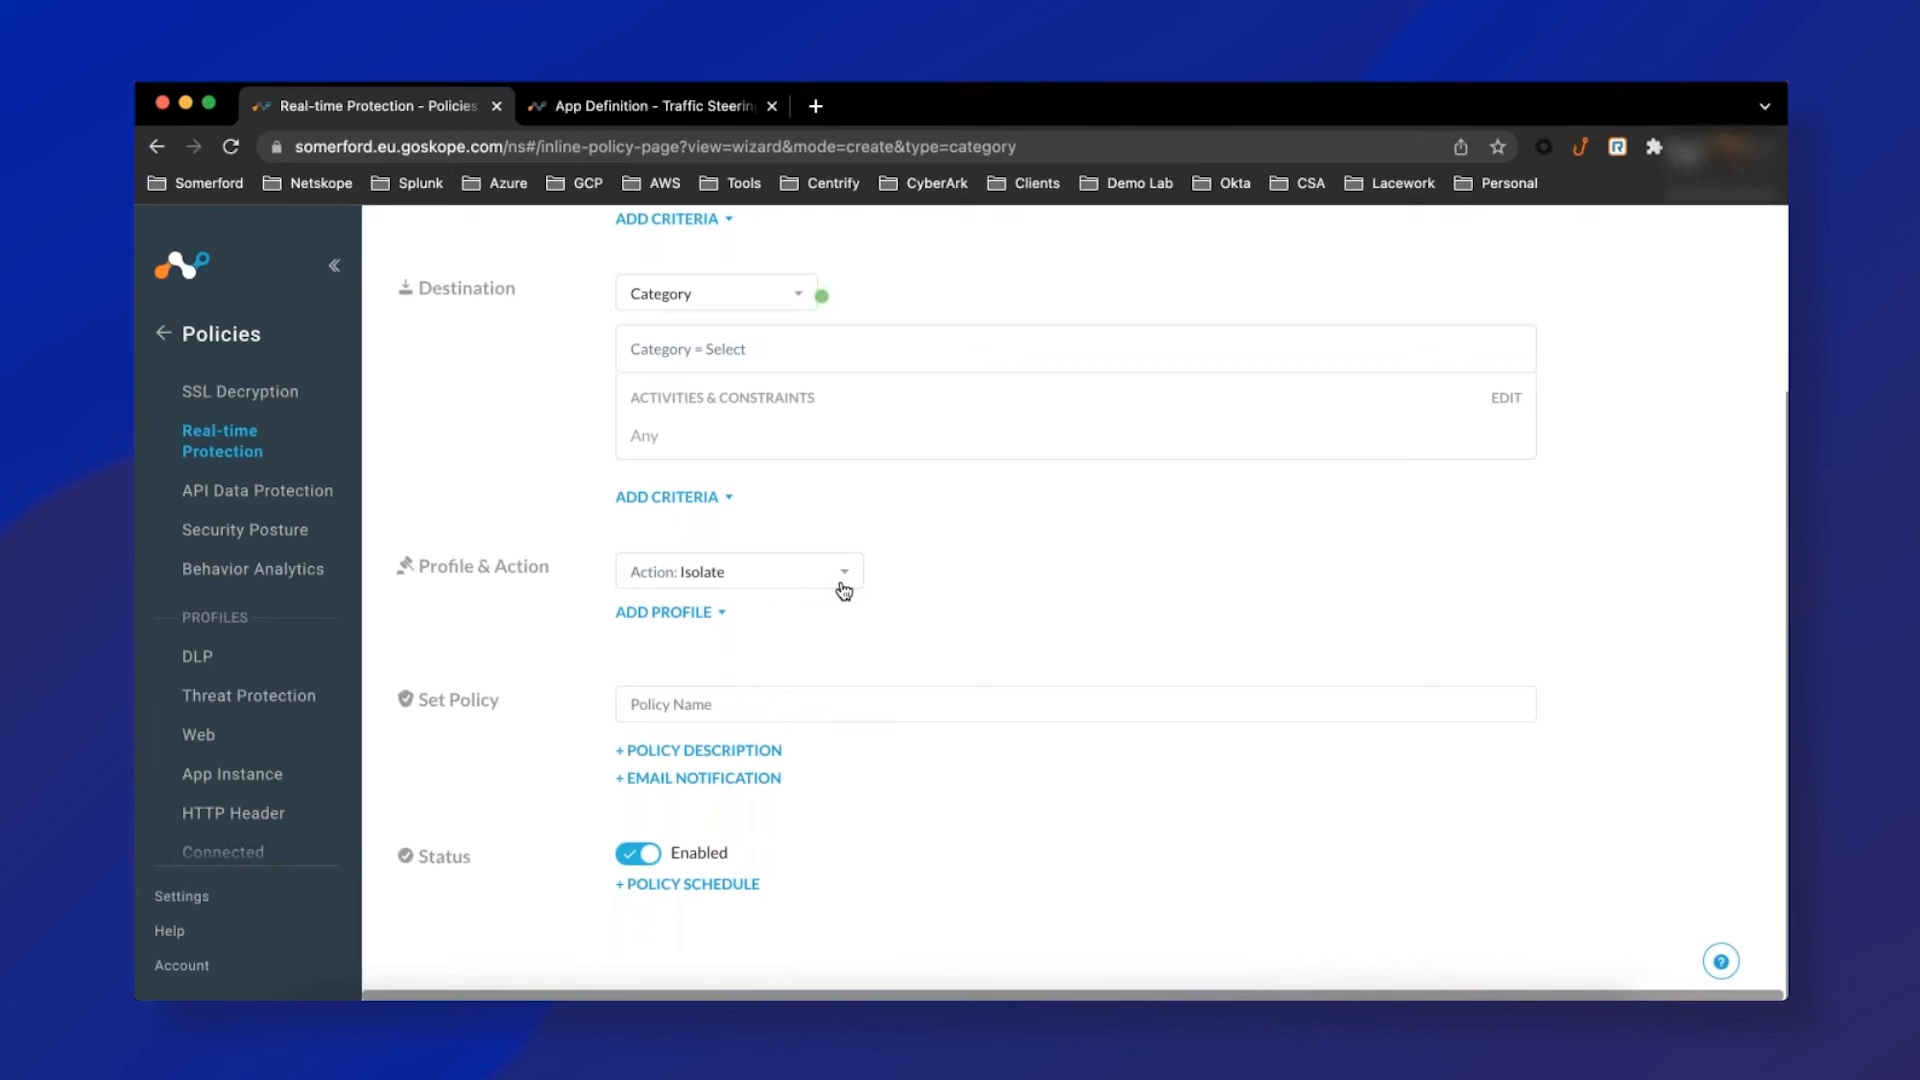 Real-time Protection - Policies
App Definition - Traffic Steerin
somerford.eu.goskope.com/ns#/inline-policy-page?view=wizard&mode=create&type=category
Somerford
Netskope
Splunk
Azure
GCP
AWS
Tools
Centrify
CyberArk
Clients
Demo Lab
Okta
CSA
Lacework
Personal
Policies
SSL Decryption
Real-time
Protection
API Data Protection
Security Posture
Behavior Analytics
PROFILES
DLP
Threat Protection
Web
App Instance
HTTP Header
Connected
Settings
Help
Account
ADD CRITERIA
Destination
Category
Category = Select
ACTIVITIES & CONSTRAINTS
EDIT
Any
ADD CRITERIA
Profile & Action
Action: Isolate
ADD PROFILE
Set Policy
Policy Name
+ POLICY DESCRIPTION
+ EMAIL NOTIFICATION
Status
Enabled
+ POLICY SCHEDULE